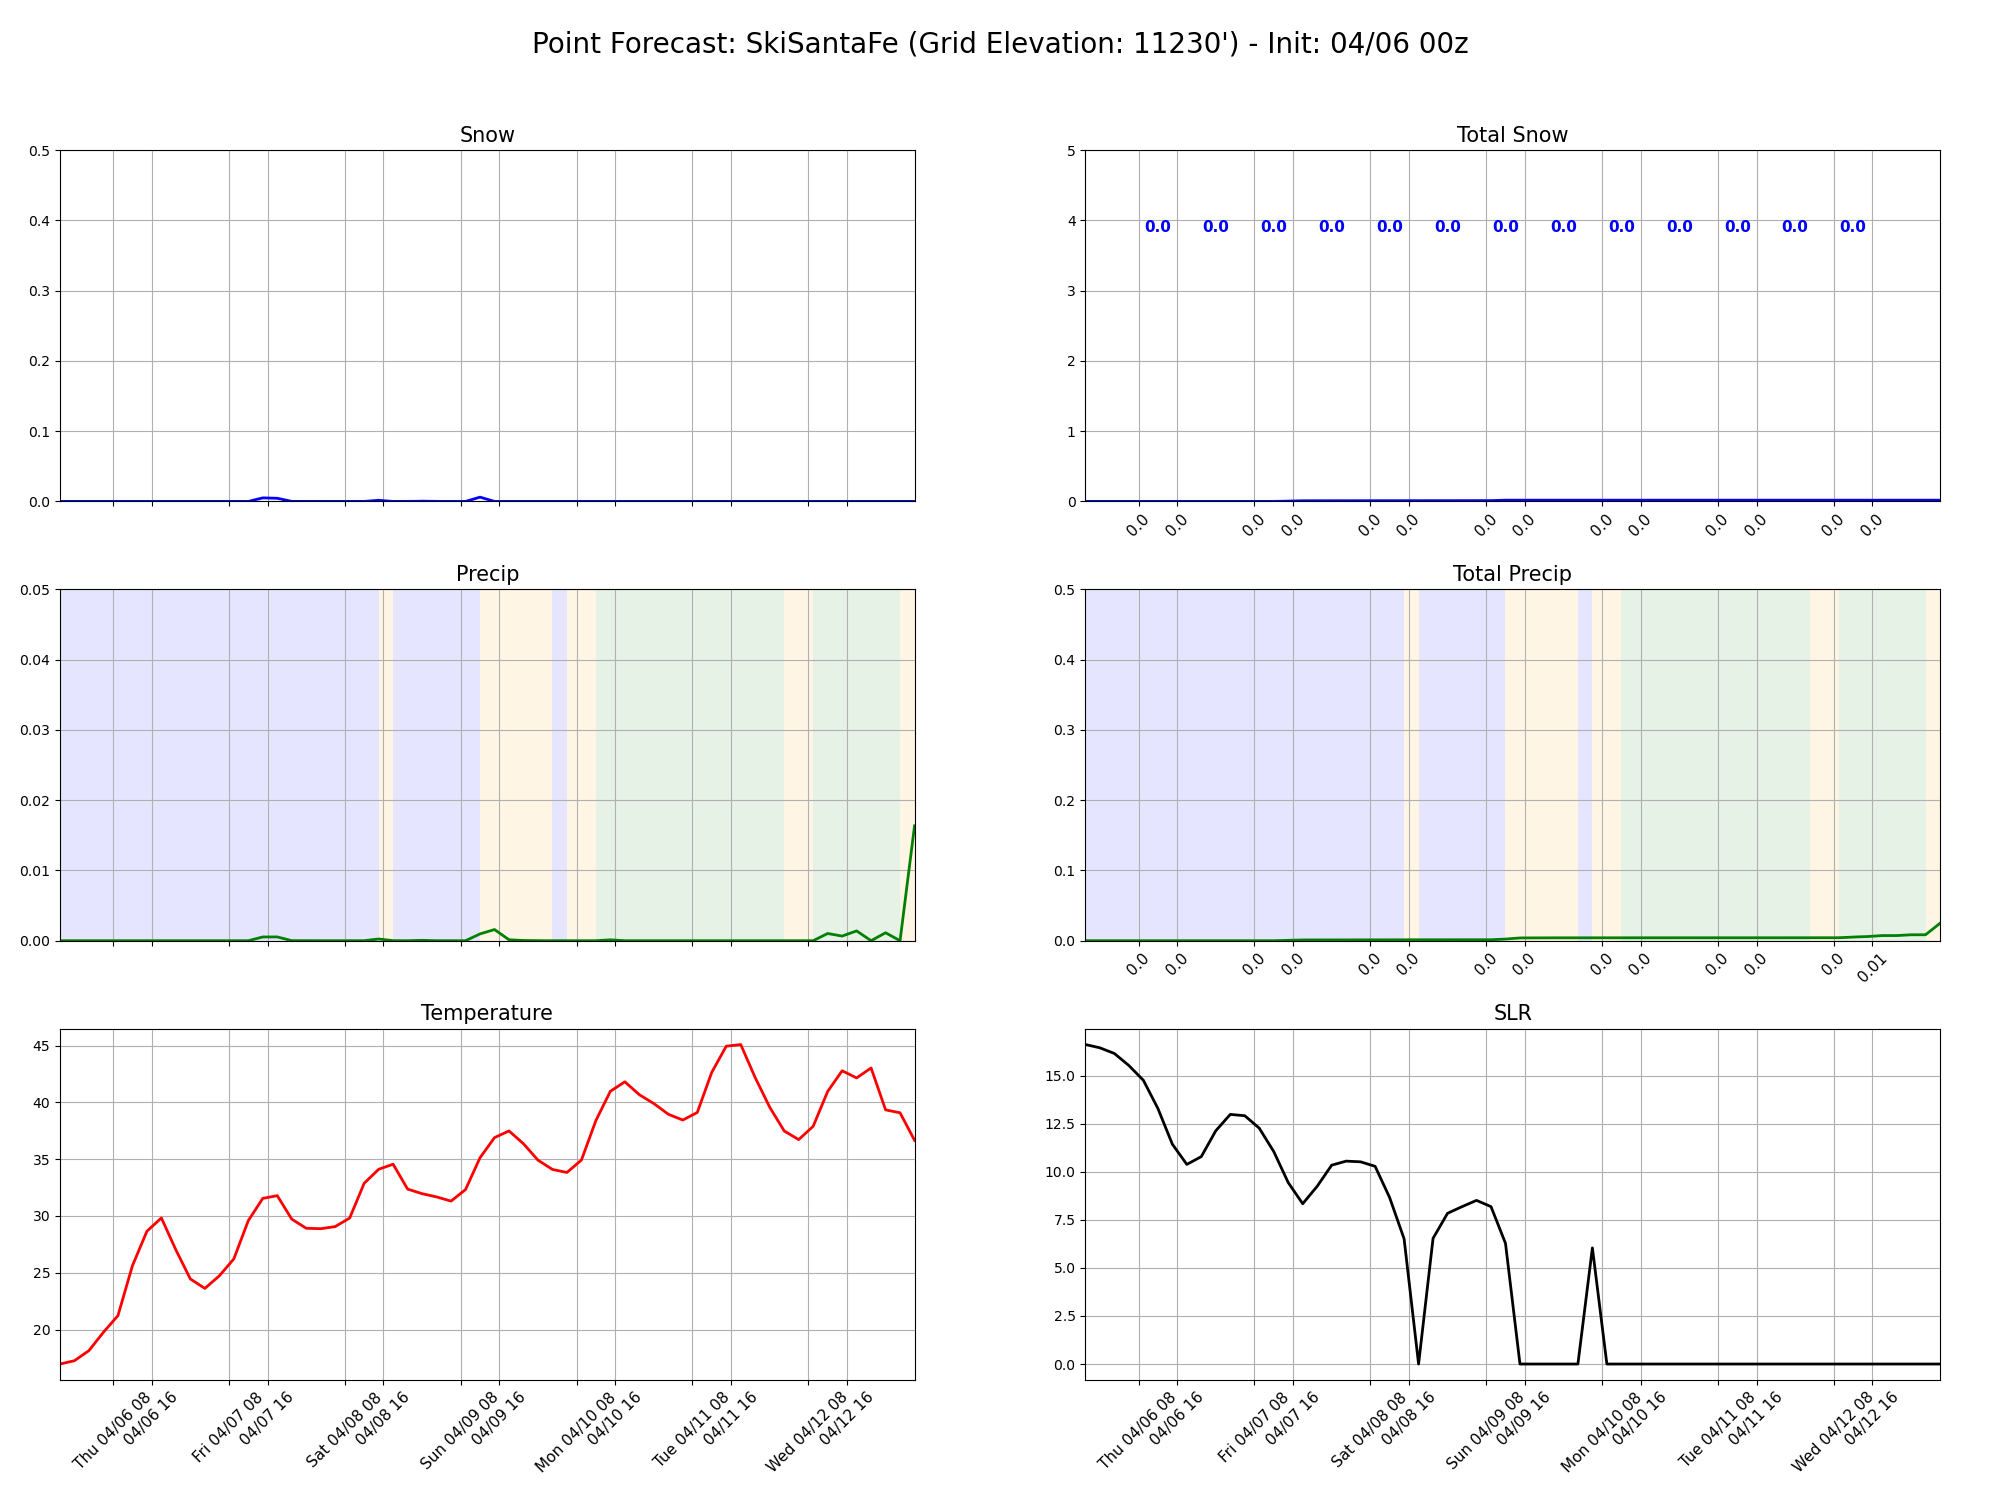 Point Forecast: SkiSantaFe (Grid Elevation: 11230') - Init: 04/06 00z
Snow
0.5
0.4
0.3
0.2
0.1
0.0
Total Snow
5
4
3
2
1
0
0.0 0.0 0.0 0.0 0.0 0.0 0.0 0.0 0.0 0.0 0.0 0.0 0.0
0.0 0.0 0.0 0.0 0.0 0.0 0.0 0.0 0.0 0.0 0.0 0.0 0.0 0.0
Precip
0.05
0.04
0.03
0.02
0.01
0.00
Total Precip
0.5
0.4
0.3
0.2
0.1
0.0
0.0 0.0 0.0 0.0 0.0 0.0 0.0 0.0 0.0 0.0 0.0 0.0 0.0 0.01
Temperature
45
40
35
30
25
20
Thu 04/06 08
04/06 16
Fri 04/07 08
04/07 16
Sat 04/08 08
04/08 16
Sun 04/09 08
04/09 16
Mon 04/10 08
04/10 16
Tue 04/11 08
04/11 16
Wed 04/12 08
04/12 16
SLR
15.0
12.5
10.0
7.5
5.0
2.5
0.0
Thu 04/06 08
04/06 16
Fri 04/07 08
04/07 16
Sat 04/08 08
04/08 16
Sun 04/09 08
04/09 16
Mon 04/10 08
04/10 16
Tue 04/11 08
04/11 16
Wed 04/12 08
04/12 16